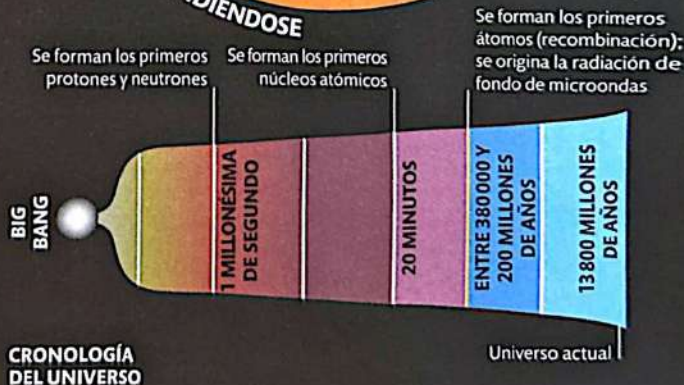 DIÉNDOSE
Se forman los primeros
protones y neutrones
Se forman los primeros
núcleos atómicos
Se forman los primeros
átomos (recombinación);
se origina la radiación de
fondo de microondas
BIG
BANG
1 MILLONÉSIMA
DE SEGUNDO
20 MINUTOS
ENTRE 380 000 Y
200 MILLONES
DE AÑOS
13 800 MILLONES
DE AÑOS
Universo actual
CRONOLOGÍA
DEL UNIVERSO